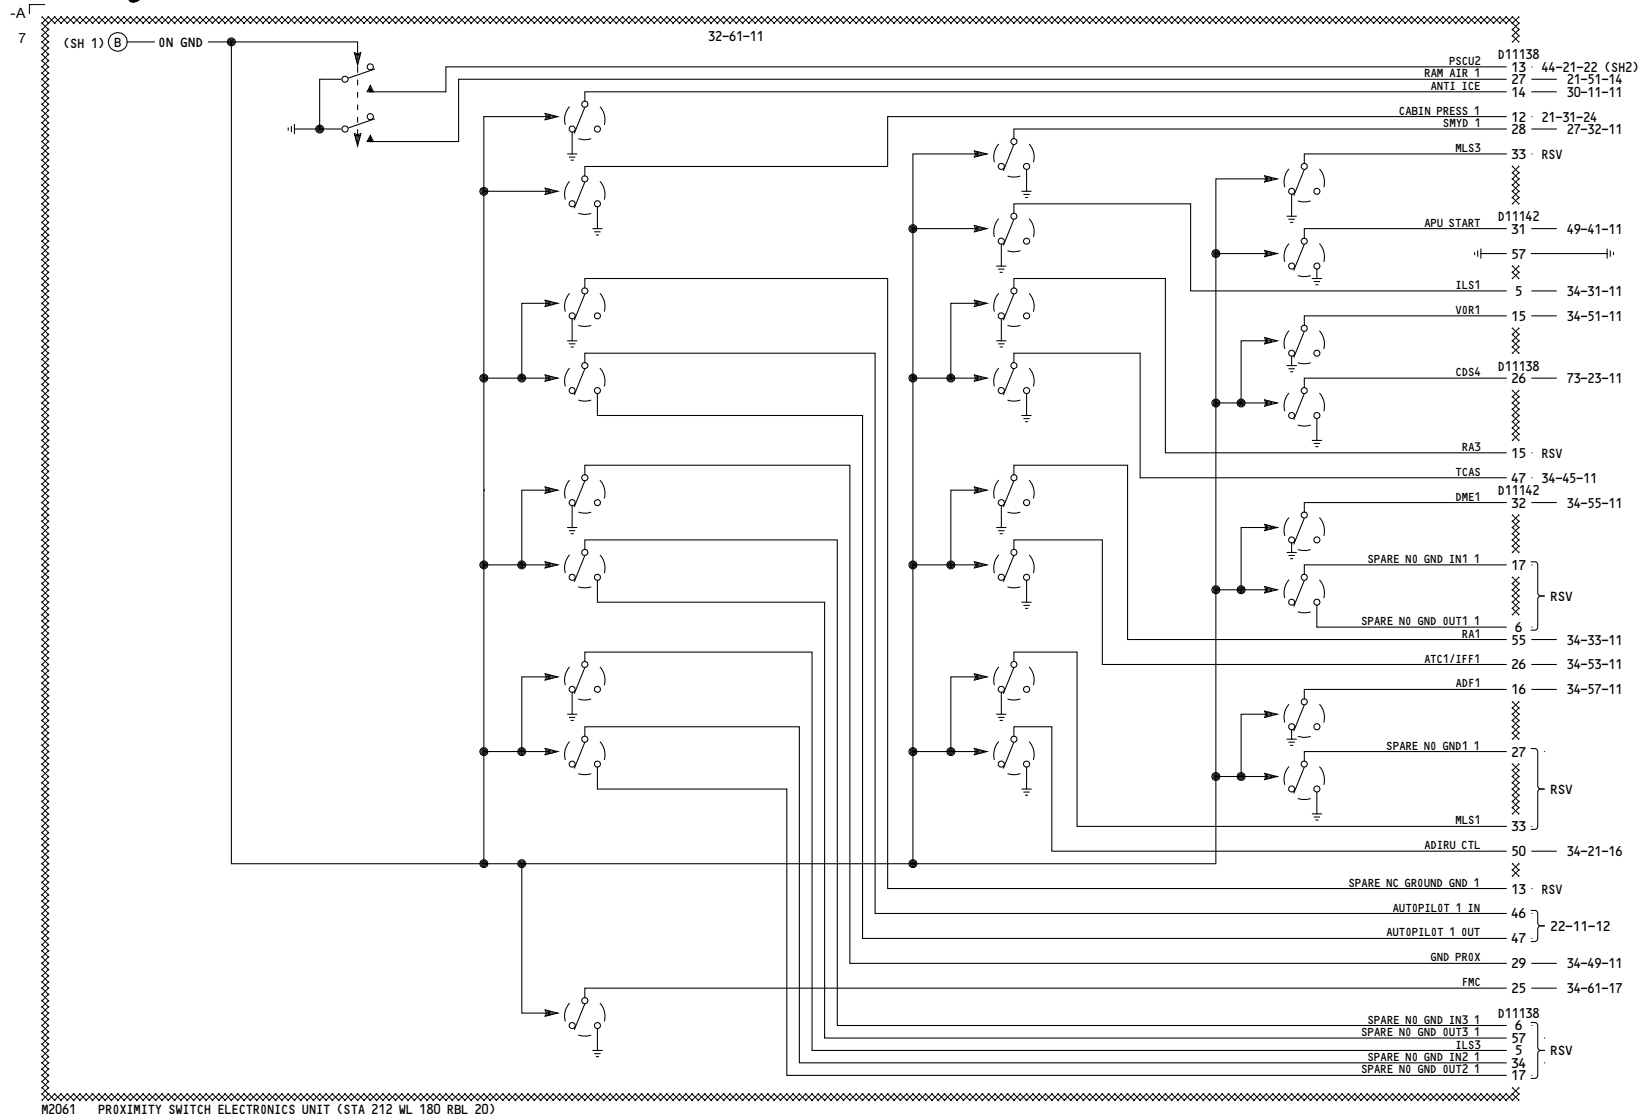 -A
7
(SH 1) B ON GND
32-61-11
D11138
PSCU2 13 44-21-22 (SH2)
RAM AIR 1 27 21-51-14
ANTI ICE 14 30-11-11
CABIN PRESS 1 12 21-31-24
SMYD 1 28 27-32-11
MLS3 33 RSV
D11142
APU START 31 49-41-11
57
ILS1 5 34-31-11
VOR1 15 34-51-11
D11138
CDS4 26 73-23-11
RA3 15 RSV
TCAS 47 34-45-11
D11142
DME1 32 34-55-11
SPARE NO GND IN1 1 17
RSV
SPARE NO GND OUT1 1 6
RA1 55 34-33-11
ATC1/IFF1 26 34-53-11
ADF1 16 34-57-11
SPARE NO GND1 1 27
RSV
MLS1 33
ADIRU CTL 50 34-21-16
SPARE NC GROUND GND 1 13 RSV
AUTOPILOT 1 IN 46
22-11-12
AUTOPILOT 1 OUT 47
GND PROX 29 34-49-11
FMC 25 34-61-17
D11138
SPARE NO GND IN3 1 6
SPARE NO GND OUT3 1 57
ILS3 5 RSV
SPARE NO GND IN2 1 34
SPARE NO GND OUT2 1 17
M2061 PROXIMITY SWITCH ELECTRONICS UNIT (STA 212 WL 180 RBL 20)